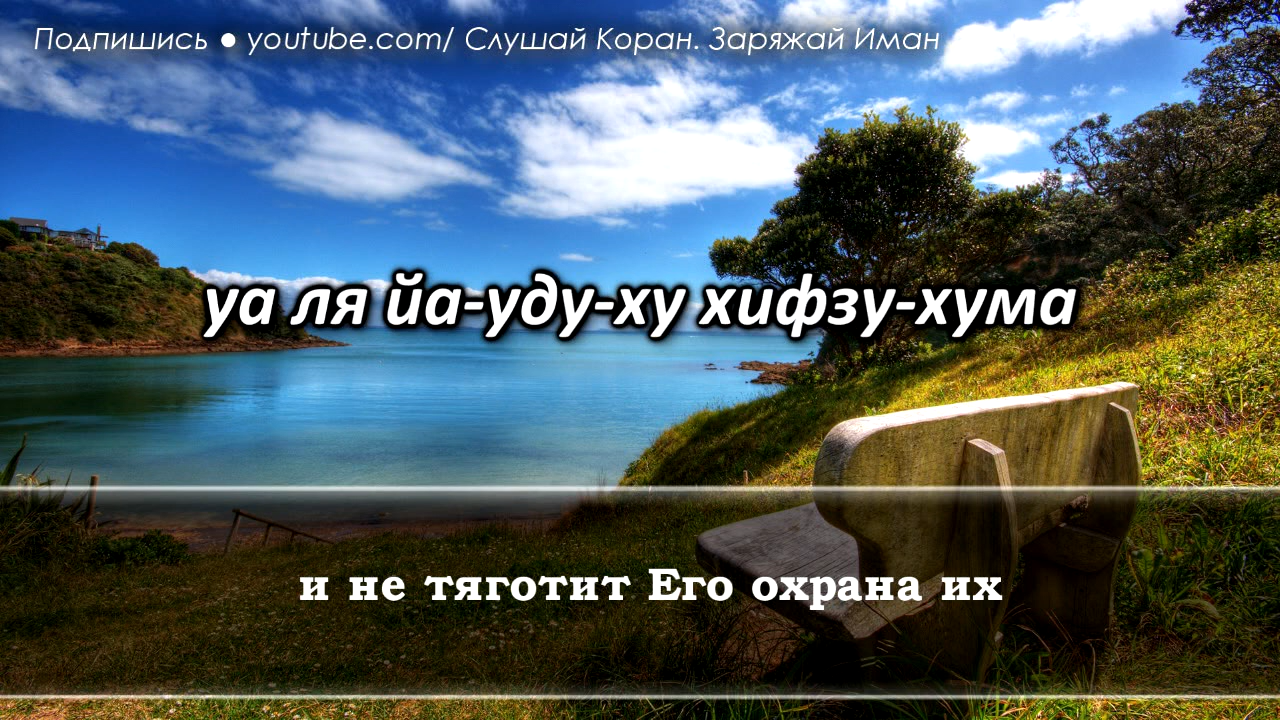 Подпишись ● youtube.com/ Слушай Коран. Заряжай Иман
уа ля йа-уду-ху хифзу-хума
и не тяготит Его охрана их